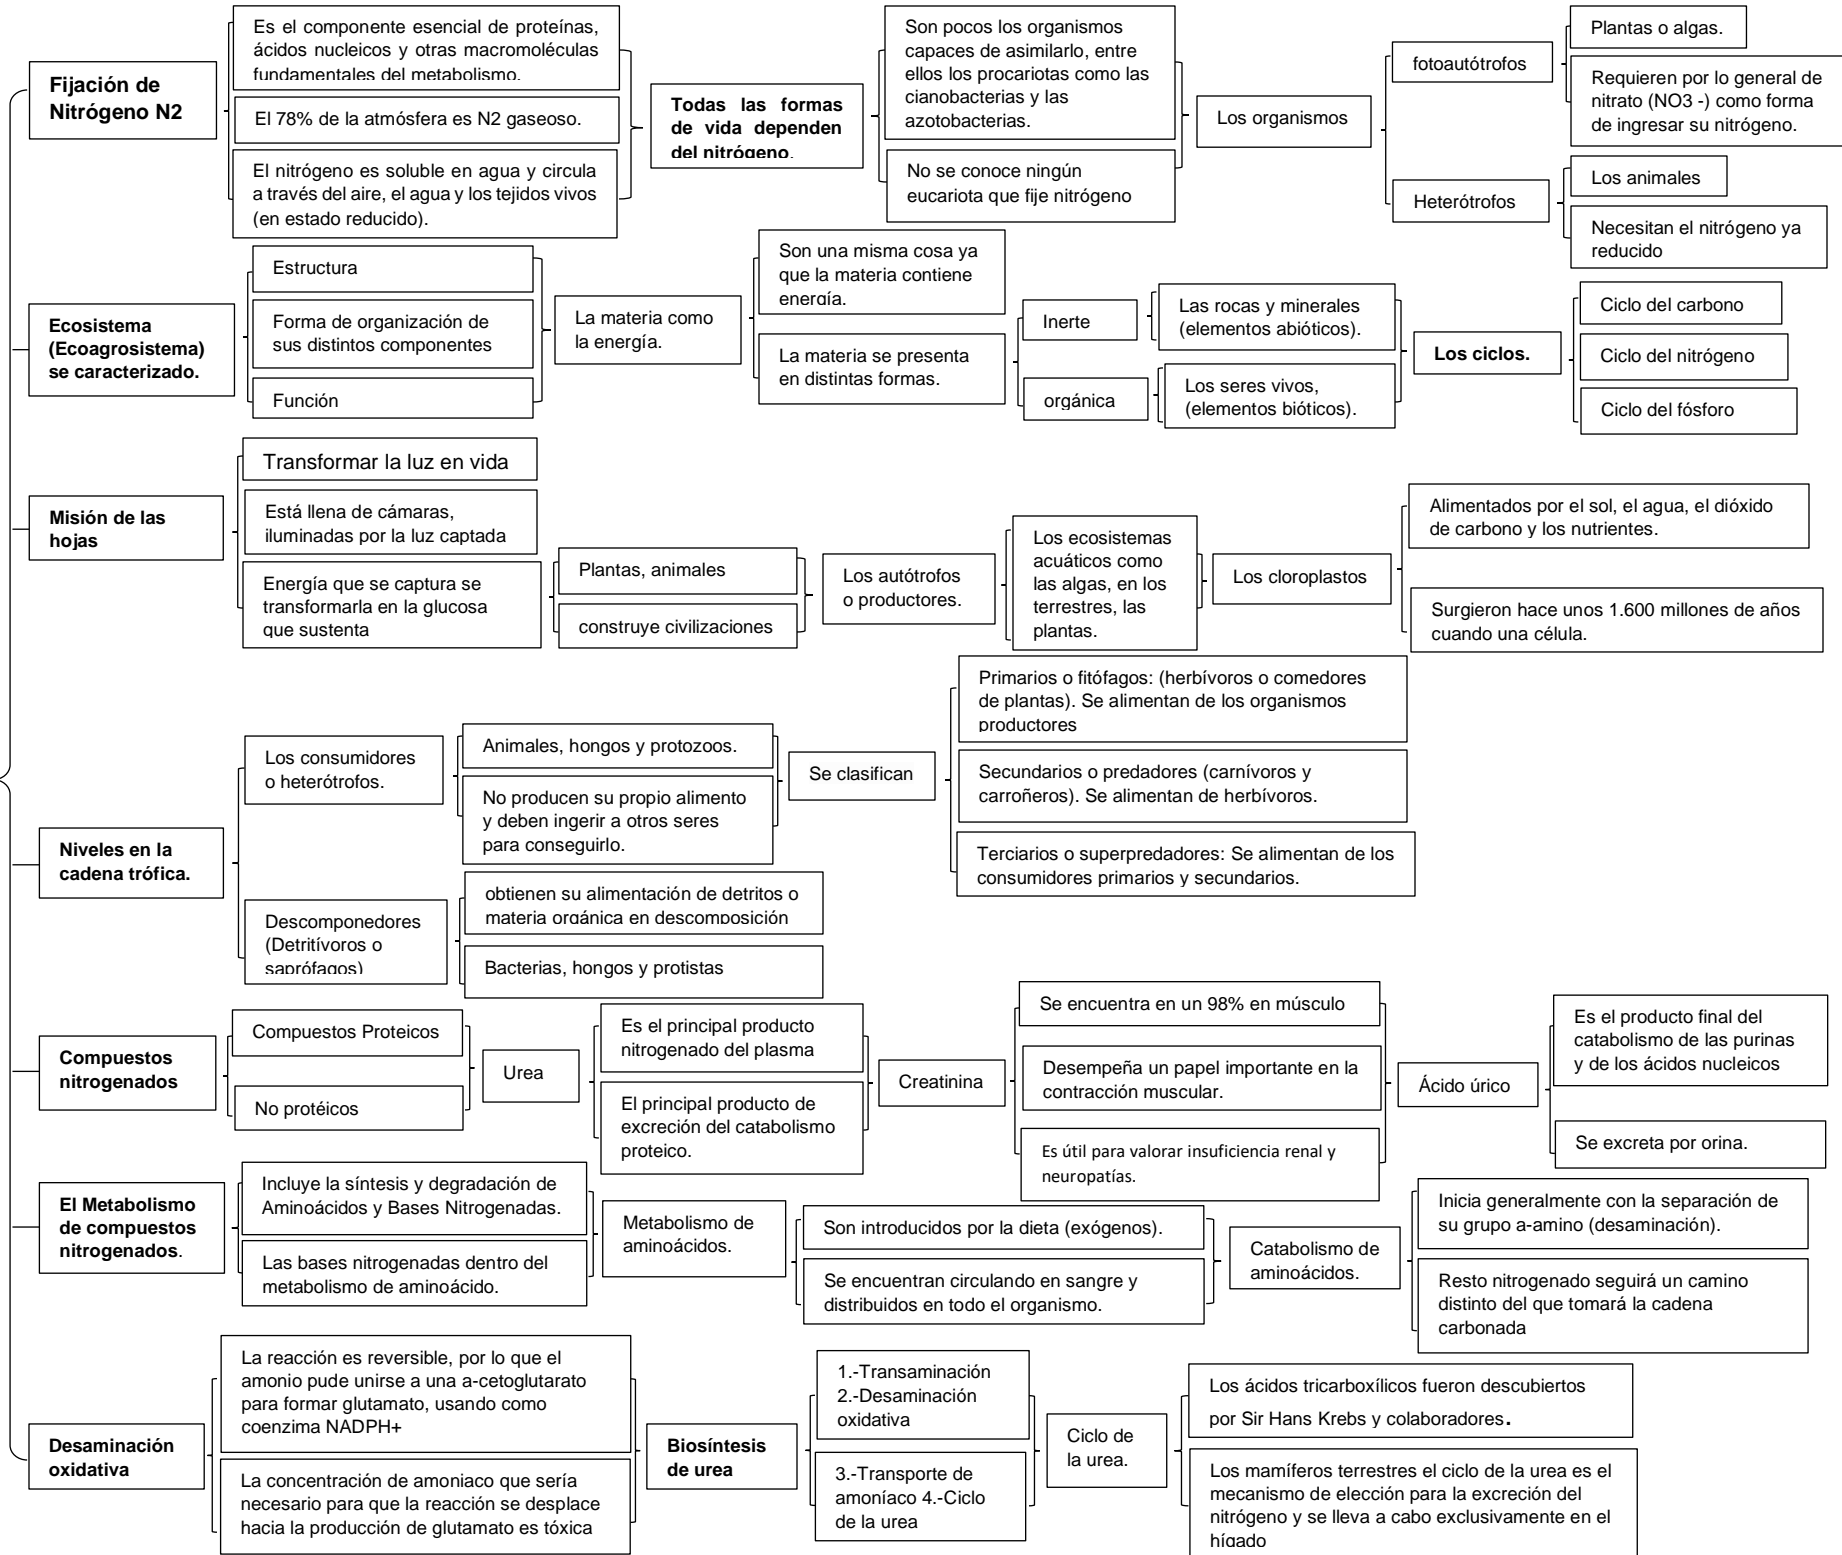 Fijación de
Nitrógeno N2
Es el componente esencial de proteínas,
ácidos nucleicos y otras macromoléculas
fundamentales del metabolismo.
El 78% de la atmósfera es N2 gaseoso.
El nitrógeno es soluble en agua y circula
a través del aire, el agua y los tejidos vivos
(en estado reducido).
Todas las formas
de vida dependen
del nitrógeno.
Son pocos los organismos
capaces de asimilarlo, entre
ellos los procariotas como las
cianobacterias y las
azotobacterias.
No se conoce ningún
eucariota que fije nitrógeno
Los organismos
fotoautótrofos
Plantas o algas.
Requieren por lo general de
nitrato (NO3 -) como forma
de ingresar su nitrógeno.
Heterótrofos
Los animales
Necesitan el nitrógeno ya
reducido
Ecosistema
(Ecoagrosistema)
se caracterizado.
Estructura
Forma de organización de
sus distintos componentes
Función
La materia como
la energía.
Son una misma cosa ya
que la materia contiene
energía.
La materia se presenta
en distintas formas.
Inerte
Las rocas y minerales
(elementos abióticos).
orgánica
Los seres vivos,
(elementos bióticos).
Los ciclos.
Ciclo del carbono
Ciclo del nitrógeno
Ciclo del fósforo
Misión de las
hojas
Transformar la luz en vida
Está llena de cámaras,
iluminadas por la luz captada
Energía que se captura se
transformarla en la glucosa
que sustenta
Plantas, animales
construye civilizaciones
Los autótrofos
o productores.
Los ecosistemas
acuáticos como
las algas, en los
terrestres, las
plantas.
Los cloroplastos
Alimentados por el sol, el agua, el dióxido
de carbono y los nutrientes.
Surgieron hace unos 1.600 millones de años
cuando una célula.
Niveles en la
cadena trófica.
Los consumidores
o heterótrofos.
Animales, hongos y protozoos.
No producen su propio alimento
y deben ingerir a otros seres
para conseguirlo.
Se clasifican
Primarios o fitófagos: (herbívoros o comedores
de plantas). Se alimentan de los organismos
productores
Secundarios o predadores (carnívoros y
carroñeros). Se alimentan de herbívoros.
Terciarios o superpredadores: Se alimentan de los
consumidores primarios y secundarios.
Descomponedores
(Detritívoros o
saprófagos)
obtienen su alimentación de detritos o
materia orgánica en descomposición
Bacterias, hongos y protistas
Compuestos
nitrogenados
Compuestos Proteicos
No protéicos
Urea
Es el principal producto
nitrogenado del plasma
El principal producto de
excreción del catabolismo
proteico.
Creatinina
Se encuentra en un 98% en músculo
Desempeña un papel importante en la
contracción muscular.
Es útil para valorar insuficiencia renal y
neuropatías.
Ácido úrico
Es el producto final del
catabolismo de las purinas
y de los ácidos nucleicos
Se excreta por orina.
El Metabolismo
de compuestos
nitrogenados.
Incluye la síntesis y degradación de
Aminoácidos y Bases Nitrogenadas.
Las bases nitrogenadas dentro del
metabolismo de aminoácido.
Metabolismo de
aminoácidos.
Son introducidos por la dieta (exógenos).
Se encuentran circulando en sangre y
distribuidos en todo el organismo.
Catabolismo de
aminoácidos.
Inicia generalmente con la separación de
su grupo a-amino (desaminación).
Resto nitrogenado seguirá un camino
distinto del que tomará la cadena
carbonada
Desaminación
oxidativa
La reacción es reversible, por lo que el
amonio pude unirse a una a-cetoglutarato
para formar glutamato, usando como
coenzima NADPH+
La concentración de amoniaco que sería
necesario para que la reacción se desplace
hacia la producción de glutamato es tóxica
Biosíntesis
de urea
1.-Transaminación
2.-Desaminación
oxidativa
3.-Transporte de
amoníaco 4.-Ciclo
de la urea
Ciclo de
la urea.
Los ácidos tricarboxílicos fueron descubiertos
por Sir Hans Krebs y colaboradores.
Los mamíferos terrestres el ciclo de la urea es el
mecanismo de elección para la excreción del
nitrógeno y se lleva a cabo exclusivamente en el
hígado